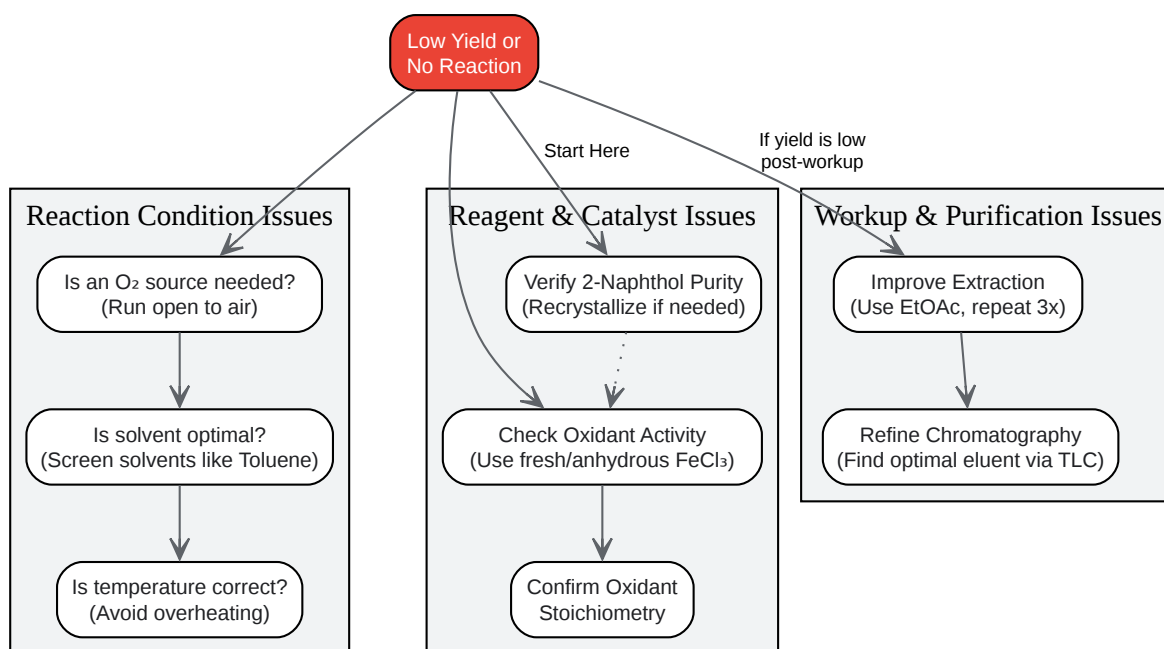 Low Yield or
No Reaction
Start Here
If yield is low
post-workup
Reaction Condition Issues
Is an O₂ source needed?
(Run open to air)
Is solvent optimal?
(Screen solvents like Toluene)
Is temperature correct?
(Avoid overheating)
Reagent & Catalyst Issues
Verify 2-Naphthol Purity
(Recrystallize if needed)
Check Oxidant Activity
(Use fresh/anhydrous FeCl₃)
Confirm Oxidant
Stoichiometry
Workup & Purification Issues
Improve Extraction
(Use EtOAc, repeat 3x)
Refine Chromatography
(Find optimal eluent via TLC)